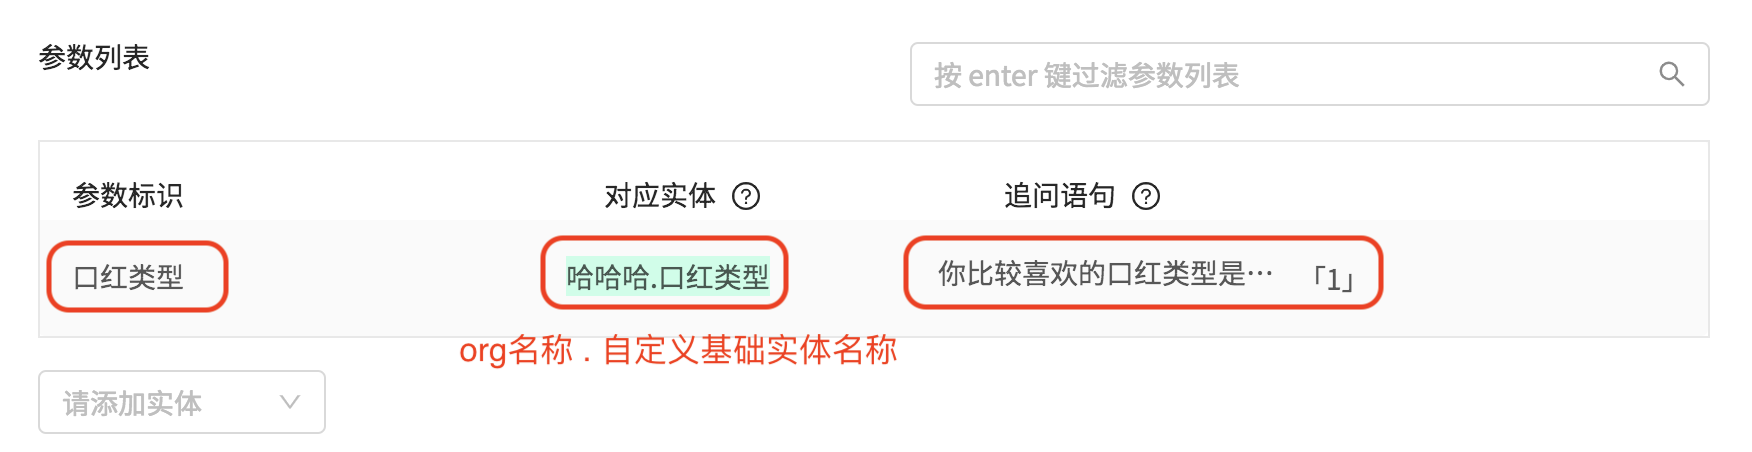 参数列表
按 enter 键过滤参数列表
参数标识 对应实体 ? 追问语句 ?
口红类型 哈哈哈.口红类型 你比较喜欢的口红类型是… 「1」
org名称 . 自定义基础实体名称
请添加实体